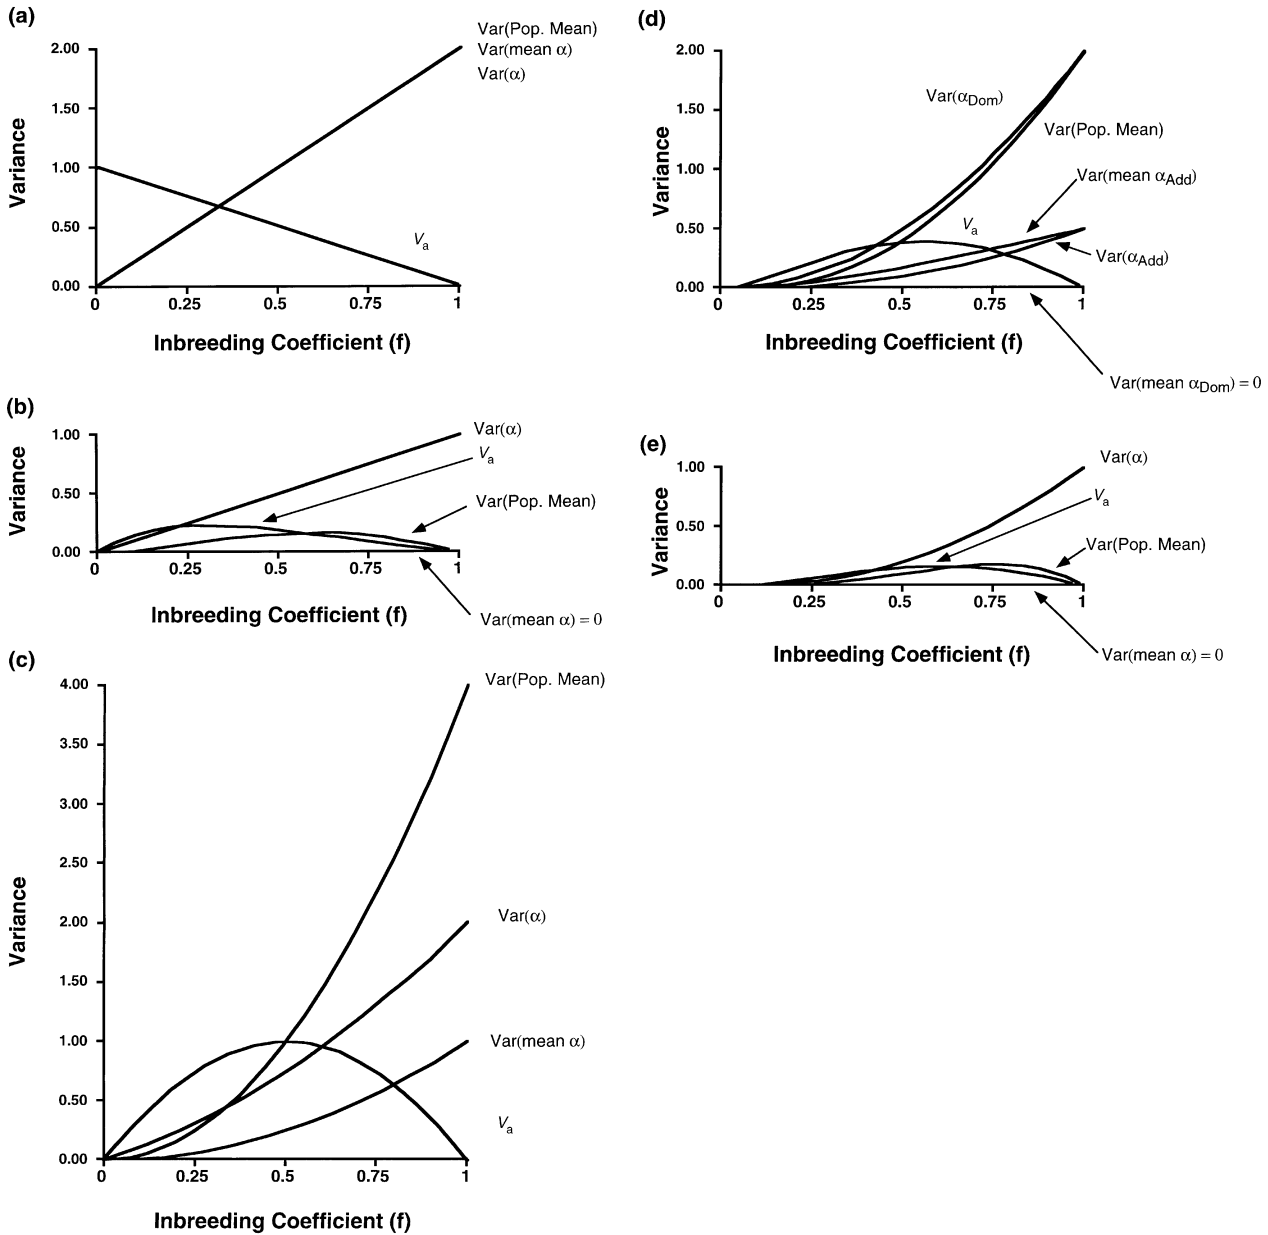 (a)
Var(Pop. Mean)
Var(mean α)
Var(α)
2.00
1.50
1.00
0.50
0.00
Variance
Va
0 0.25 0.5 0.75 1
Inbreeding Coefficient (f)
(b)
1.00
0.50
0.00
Variance
Var(α)
Va
Var(Pop. Mean)
0 0.25 0.5 0.75 1
Inbreeding Coefficient (f)
Var(mean α) = 0
(c)
4.00
3.50
3.00
2.50
2.00
1.50
1.00
0.50
0.00
Variance
Var(Pop. Mean)
Var(α)
Var(mean α)
Va
0 0.25 0.5 0.75 1
Inbreeding Coefficient (f)
(d)
2.00
1.50
1.00
0.50
0.00
Variance
Var(αDom)
Var(Pop. Mean)
Var(mean αAdd)
Va
Var(αAdd)
0 0.25 0.5 0.75 1
Inbreeding Coefficient (f)
Var(mean αDom) = 0
(e)
1.00
0.50
0.00
Variance
Var(α)
Va
Var(Pop. Mean)
0 0.25 0.5 0.75 1
Inbreeding Coefficient (f)
Var(mean α) = 0